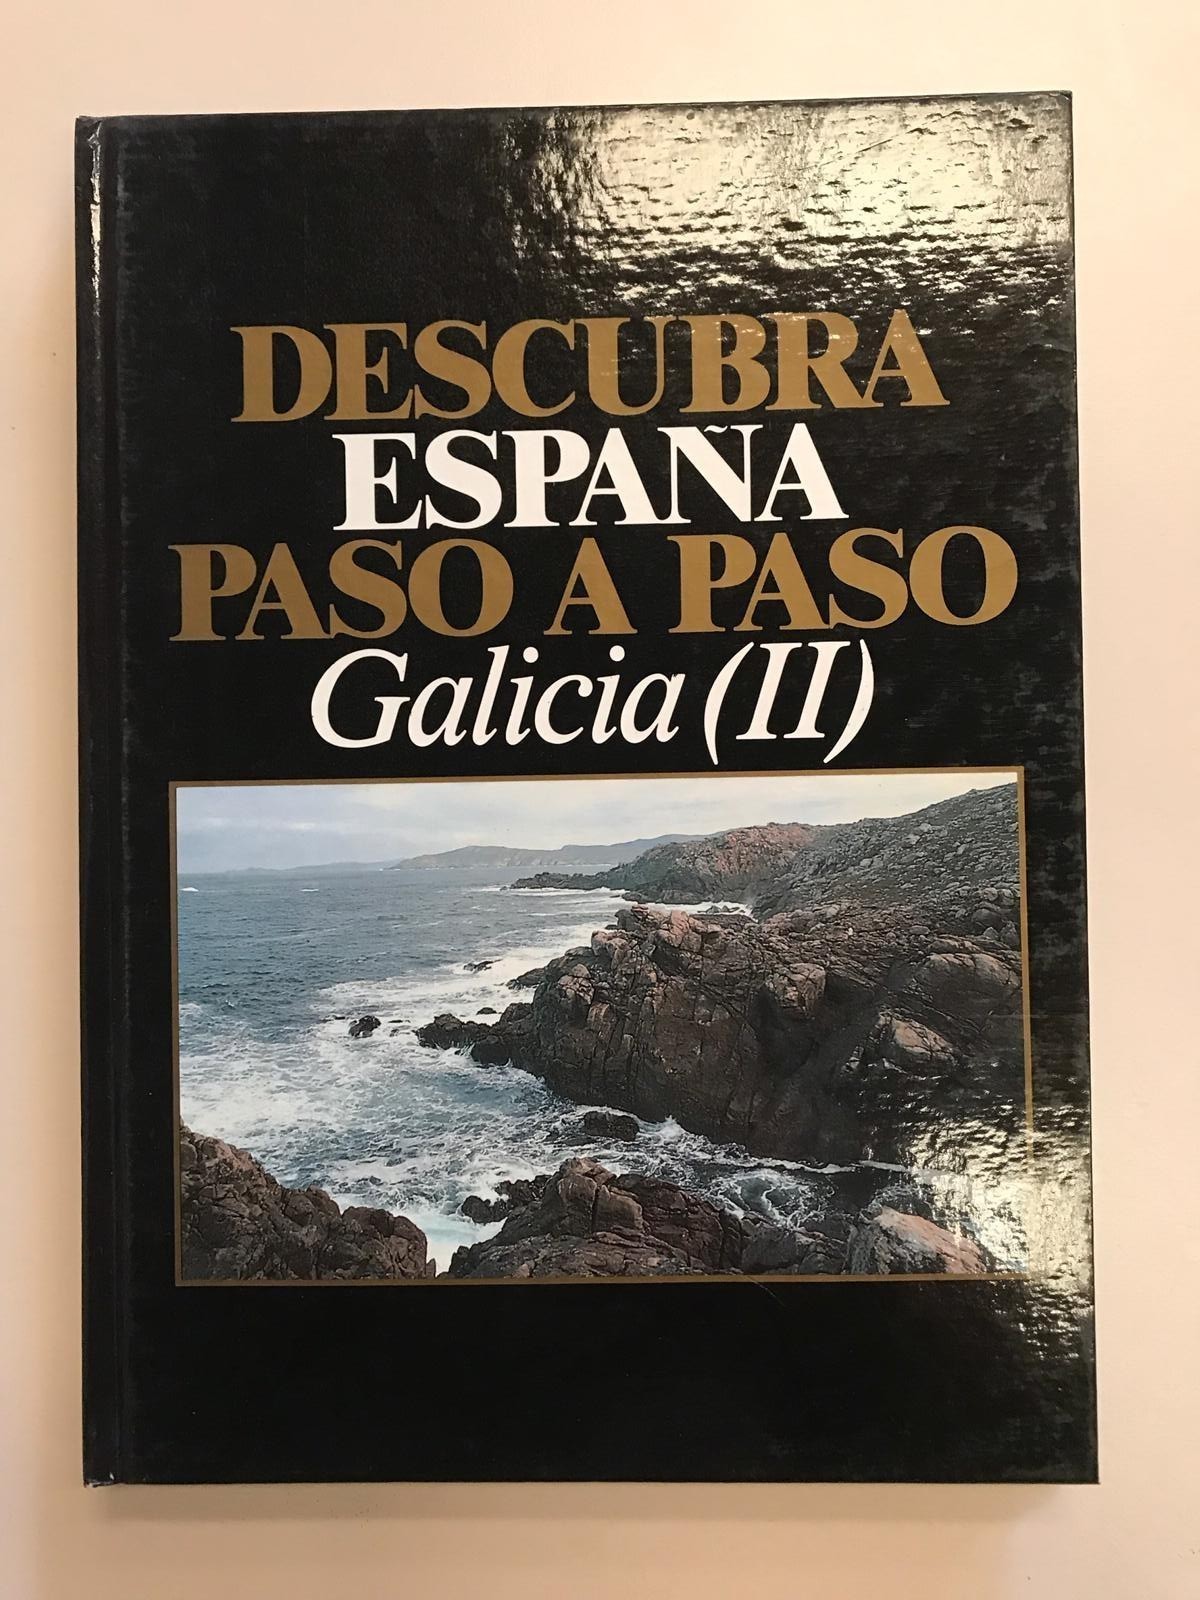 DESCUBRA
ESPAÑA
PASO A PASO
Galicia (II)